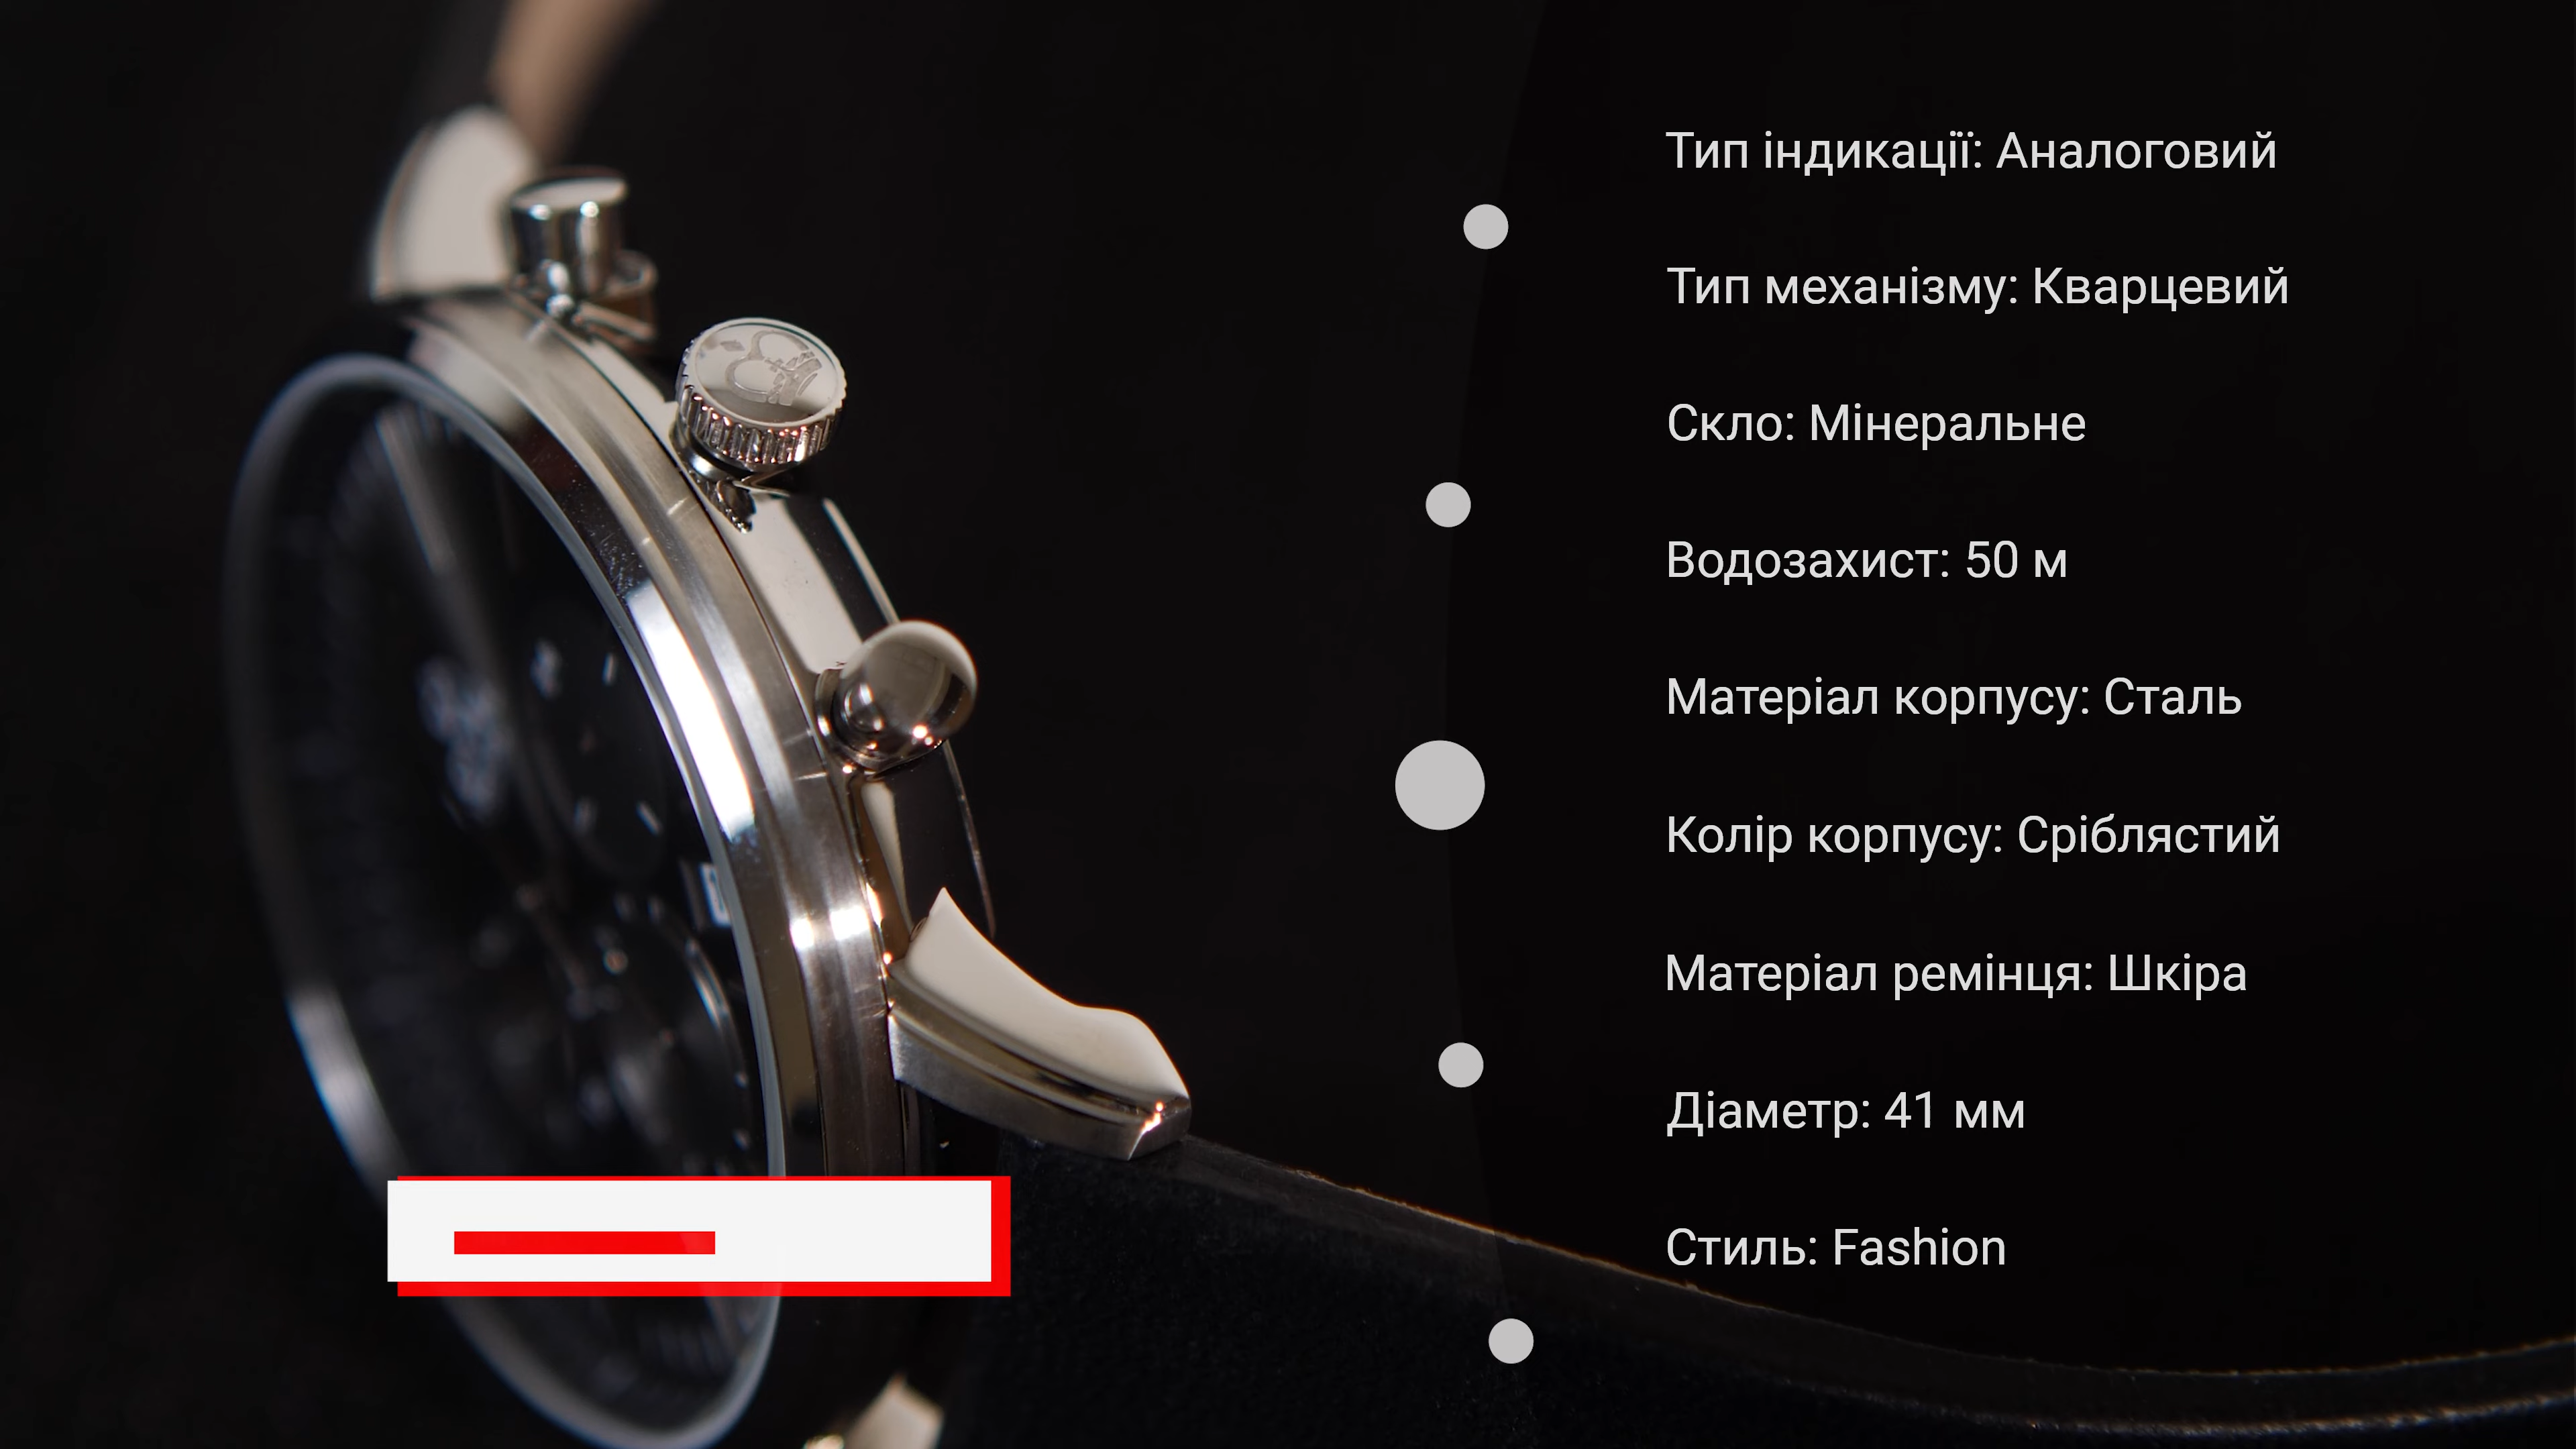 Тип індикації: Аналоговий
Тип механізму: Кварцевий
Скло: Мінеральне
Водозахист: 50 м
Матеріал корпусу: Сталь
Колір корпусу: Сріблястий
Матеріал ремінця: Шкіра
Діаметр: 41 мм
Стиль: Fashion